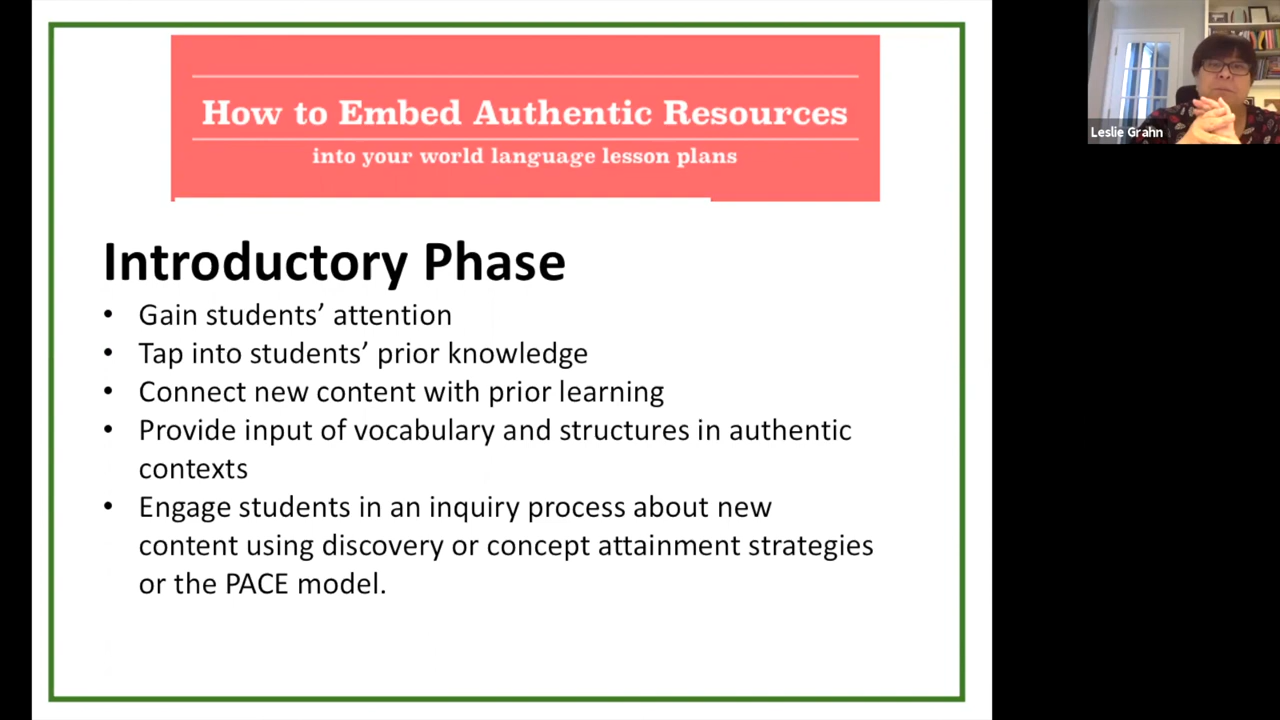 How to Embed Authentic Resources
into your world language lesson plans
Introductory Phase
• Gain students’ attention
• Tap into students’ prior knowledge
• Connect new content with prior learning
• Provide input of vocabulary and structures in authentic
contexts
• Engage students in an inquiry process about new
content using discovery or concept attainment strategies
or the PACE model.
Leslie Grahn